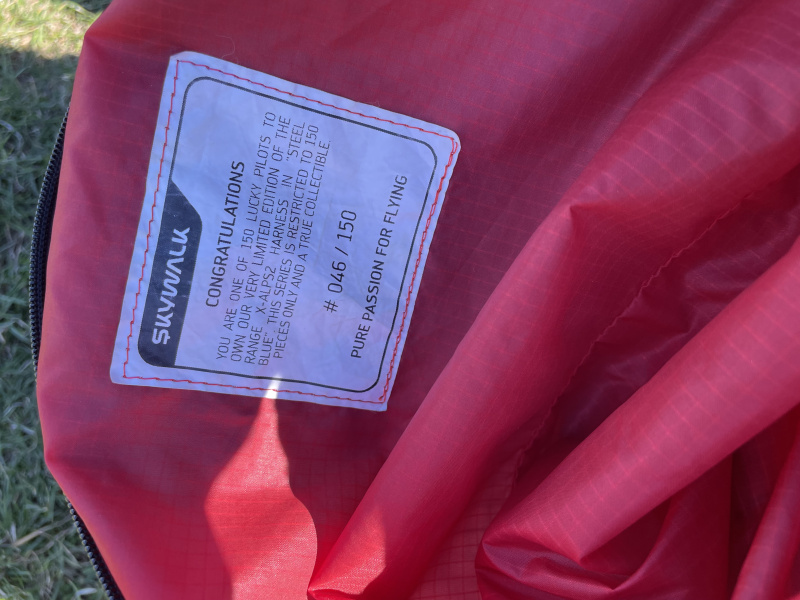 SKYWALK
CONGRATULATIONS
YOU ARE ONE OF 150 LUCKY PILOTS TO
OWN OUR VERY LIMITED EDITION OF THE
RANGE X-ALPS2 HARNESS IN "STEEL
BLUE". THIS SERIES IS RESTRICTED TO 150
PIECES ONLY AND A TRUE COLLECTIBLE.
# 046 / 150
PURE PASSION FOR FLYING